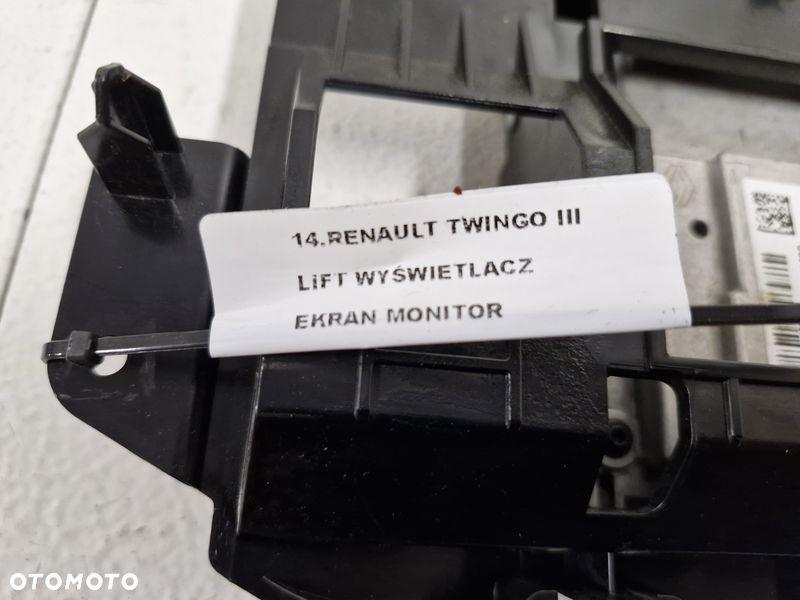 14.RENAULT TWINGO III
LiFT WYŚWIETLACZ
EKRAN MONITOR
OTOMOTO